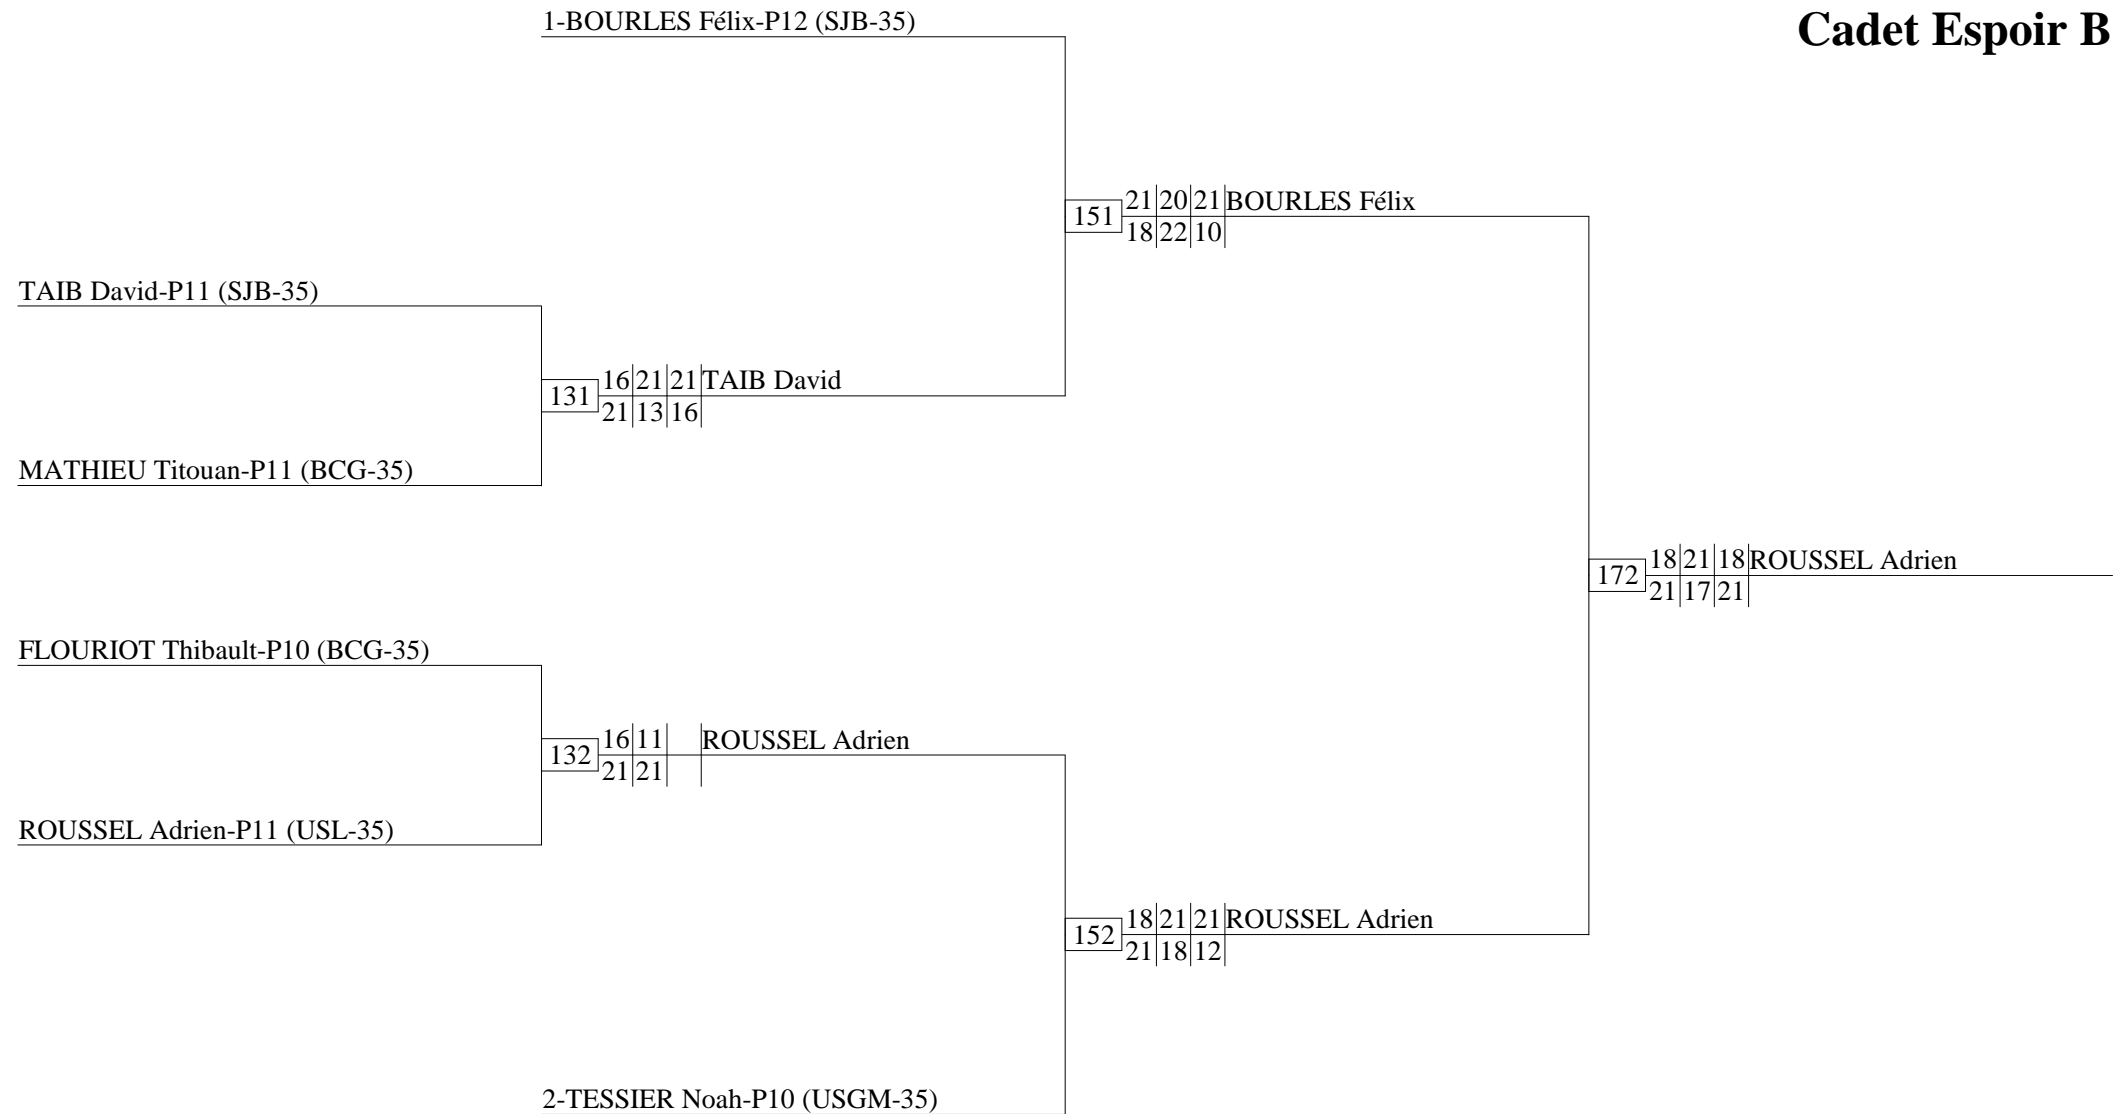 1-BOURLES Félix-P12 (SJB-35)
Cadet Espoir B
21 20 21 BOURLES Félix
151
18 22 10
TAIB David-P11 (SJB-35)
16 21 21 TAIB David
131
21 13 16
MATHIEU Titouan-P11 (BCG-35)
18 21 18 ROUSSEL Adrien
172
21 17 21
FLOURIOT Thibault-P10 (BCG-35)
16 11 ROUSSEL Adrien
132
21 21
ROUSSEL Adrien-P11 (USL-35)
18 21 21 ROUSSEL Adrien
152
21 18 12
2-TESSIER Noah-P10 (USGM-35)